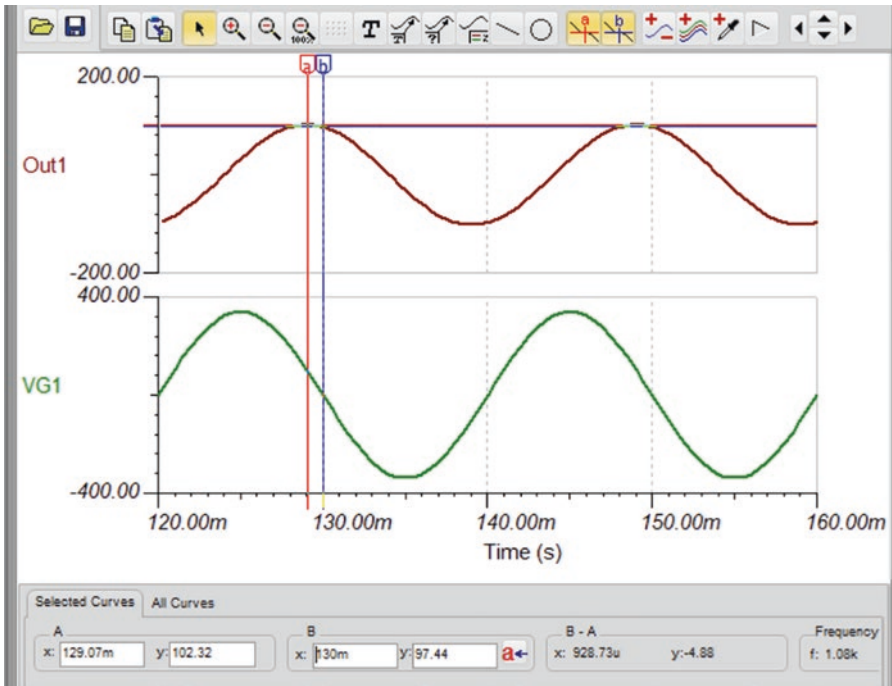 100%
T
a
b
a b
200.00
Out1
-200.00
400.00
VG1
-400.00
120.00m 130.00m 140.00m 150.00m 160.00m
Time (s)
Selected Curves All Curves
A B B - A Frequency
x: 129.07m y: 102.32 x: 130m y: 97.44 a x: 928.73u y:-4.88 f: 1.08k